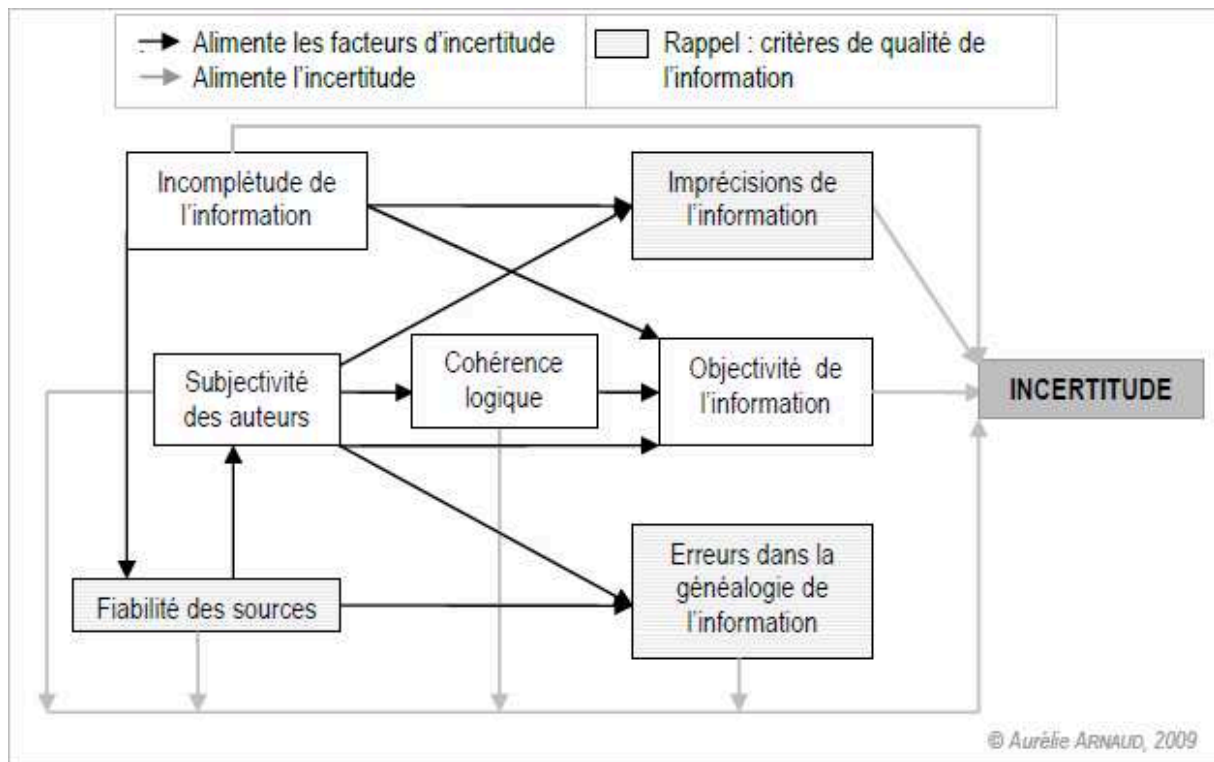 Alimente les facteurs d'incertitude
Alimente l'incertitude
Rappel : critères de qualité de
l'information
Incomplétude de
l'information
Imprécisions de
l'information
Subjectivité
des auteurs
Cohérence
logique
Objectivité de
l'information
INCERTITUDE
Fiabilité des sources
Erreurs dans la
généalogie de
l'information
© Aurélie ARNAUD, 2009